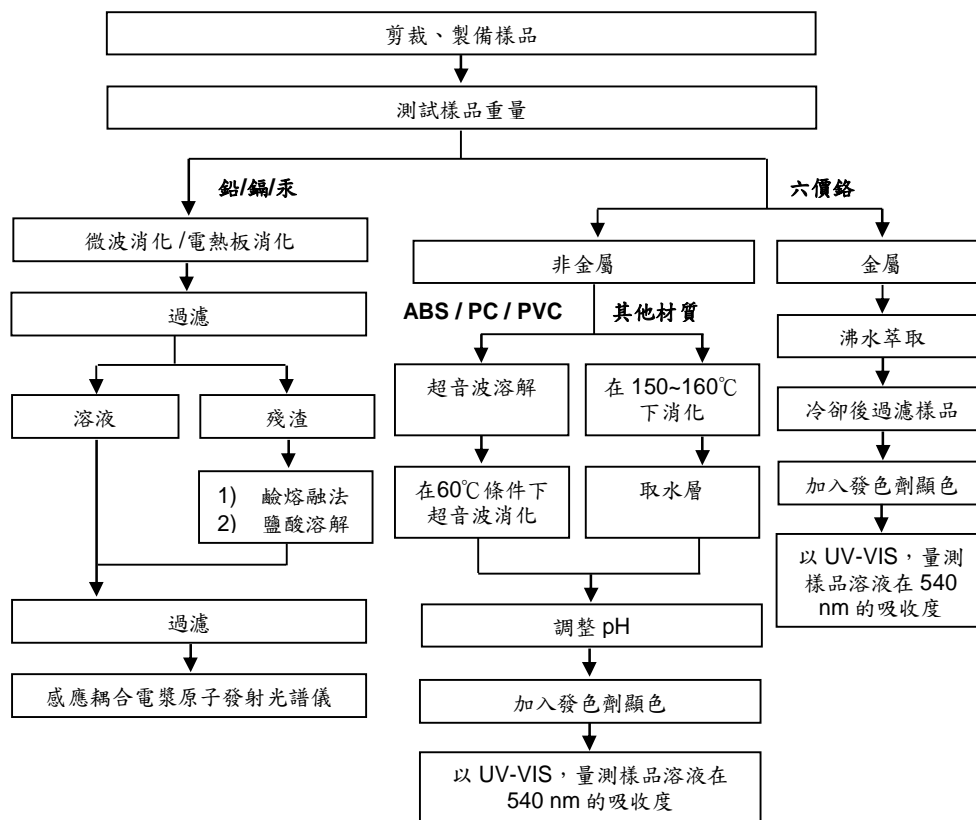 剪裁、製備樣品
測試樣品重量
鉛/鎘/汞
六價鉻
微波消化 /電熱板消化
過濾
溶液
殘渣
1) 鹼熔融法
2) 鹽酸溶解
過濾
感應耦合電漿原子發射光譜儀
非金屬
ABS / PC / PVC
其他材質
超音波溶解
在 150~160℃
下消化
在60℃條件下
超音波消化
取水層
調整 pH
加入發色劑顯色
以 UV-VIS,量測樣品溶液在
540 nm 的吸收度
金屬
沸水萃取
冷卻後過濾樣品
加入發色劑顯色
以 UV-VIS,量測
樣品溶液在 540
nm 的吸收度